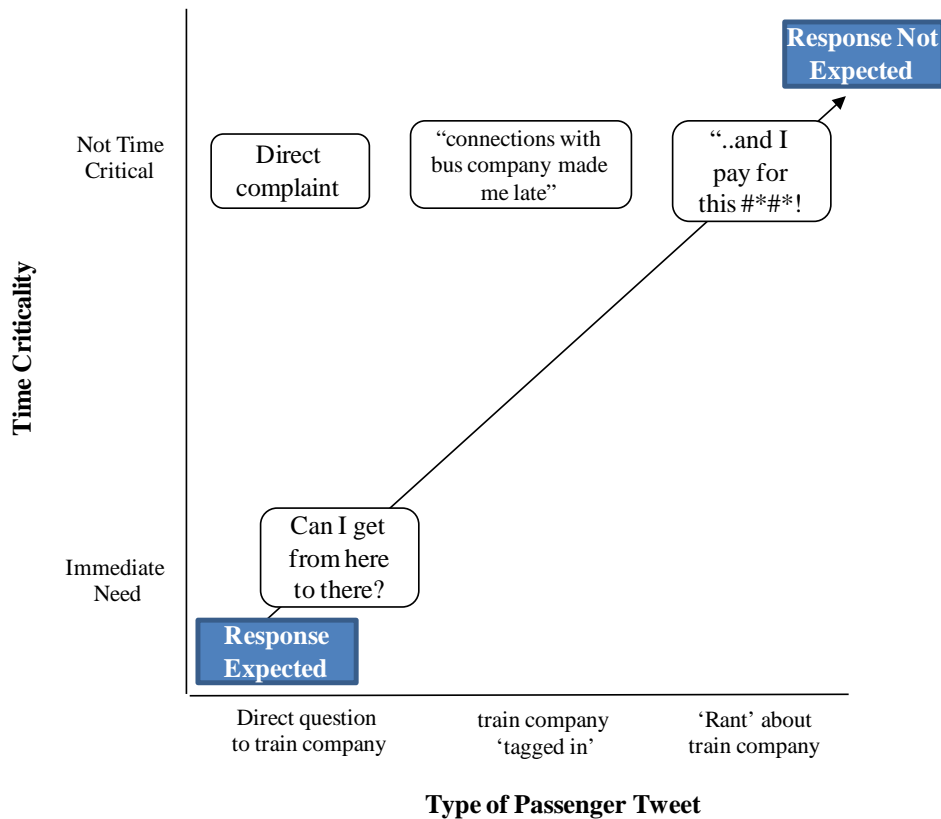 Response Not
Expected
Not Time
Critical
Direct
complaint
“connections with
bus company made
me late”
“..and I
pay for
this #*#*!
Time Criticality
Immediate
Need
Can I get
from here
to there?
Response
Expected
Direct question
to train company
train company
‘tagged in’
‘Rant’ about
train company
Type of Passenger Tweet